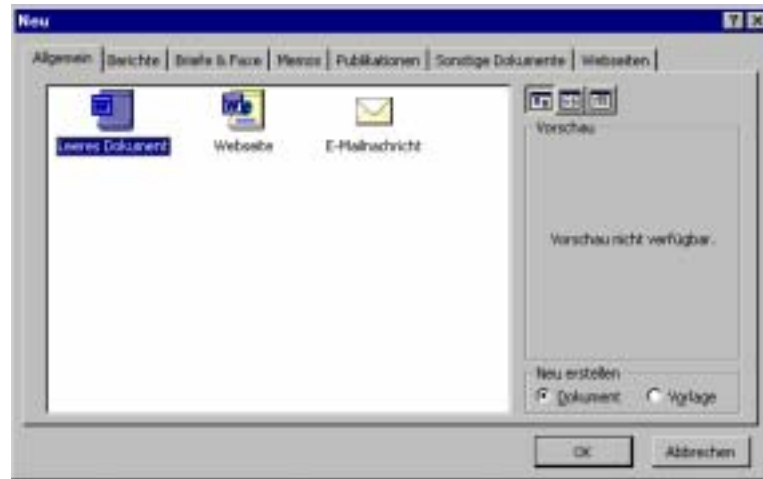 Neu
Allgemein Berichte Briefe & Faxe Memos Publikationen Sonstige Dokumente Webseiten
Leeres Dokument Webseite E-Mailnachricht
Vorschau
Vorschau nicht verfügbar.
Neu erstellen
Dokument Vorlage
OK Abbrechen